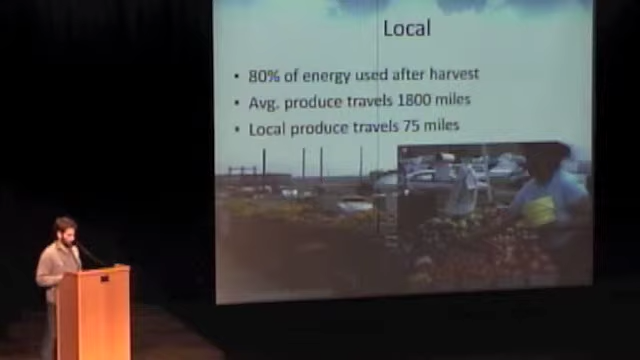 Local
• 80% of energy used after harvest
• Avg. produce travels 1800 miles
• Local produce travels 75 miles